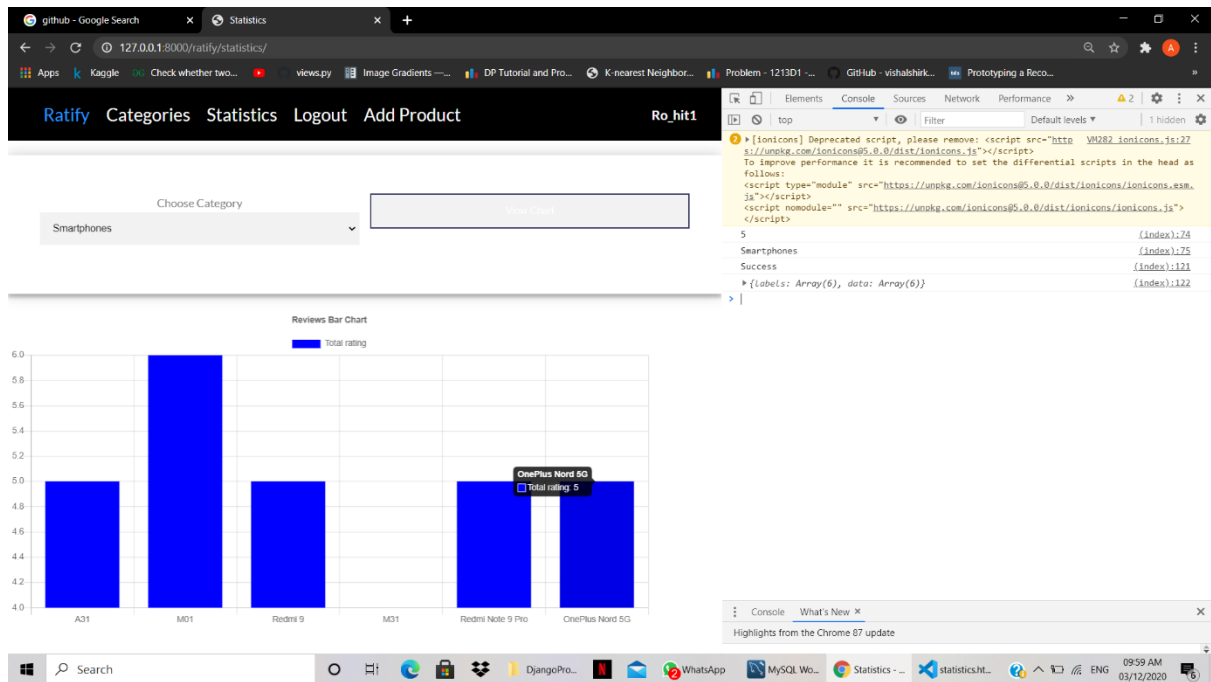 github - Google Search
Statistics
127.0.0.1:8000/ratify/statistics/
Apps
Kaggle
Check whether two...
views.py
Image Gradients —...
DP Tutorial and Pro...
K-nearest Neighbor...
Problem - 1213D1 -...
GitHub - vishalshirk...
Prototyping a Reco...
»
Ratify Categories Statistics Logout Add Product Ro_hit1
Choose Category
Smartphones
View Chart
Reviews Bar Chart
Total rating
6.0
5.8
5.6
5.4
5.2
5.0
4.8
4.6
4.4
4.2
4.0
OnePlus Nord 5G
Total rating: 5
A31 M01 Redmi 9 M31 Redmi Note 9 Pro OnePlus Nord 5G
Elements Console Sources Network Performance » 2
top Filter Default levels 1 hidden
2 [ionicons] Deprecated script, please remove: <script src="http VM282 ionicons.js:27
s://unpkg.com/ionicons@5.0.0/dist/ionicons.js"></script>
To improve performance it is recommended to set the differential scripts in the head as
follows:
<script type="module" src="https://unpkg.com/ionicons@5.0.0/dist/ionicons/ionicons.esm.
js"></script>
<script nomodule="" src="https://unpkg.com/ionicons@5.0.0/dist/ionicons/ionicons.js">
</script>
5 (index):74
Smartphones (index):75
Success (index):121
{labels: Array(6), data: Array(6)} (index):122
>
Console What's New
Highlights from the Chrome 87 update
Search
DjangoPro...
WhatsApp
MySQL Wo...
Statistics - ...
statistics.ht...
ENG
09:59 AM
03/12/2020